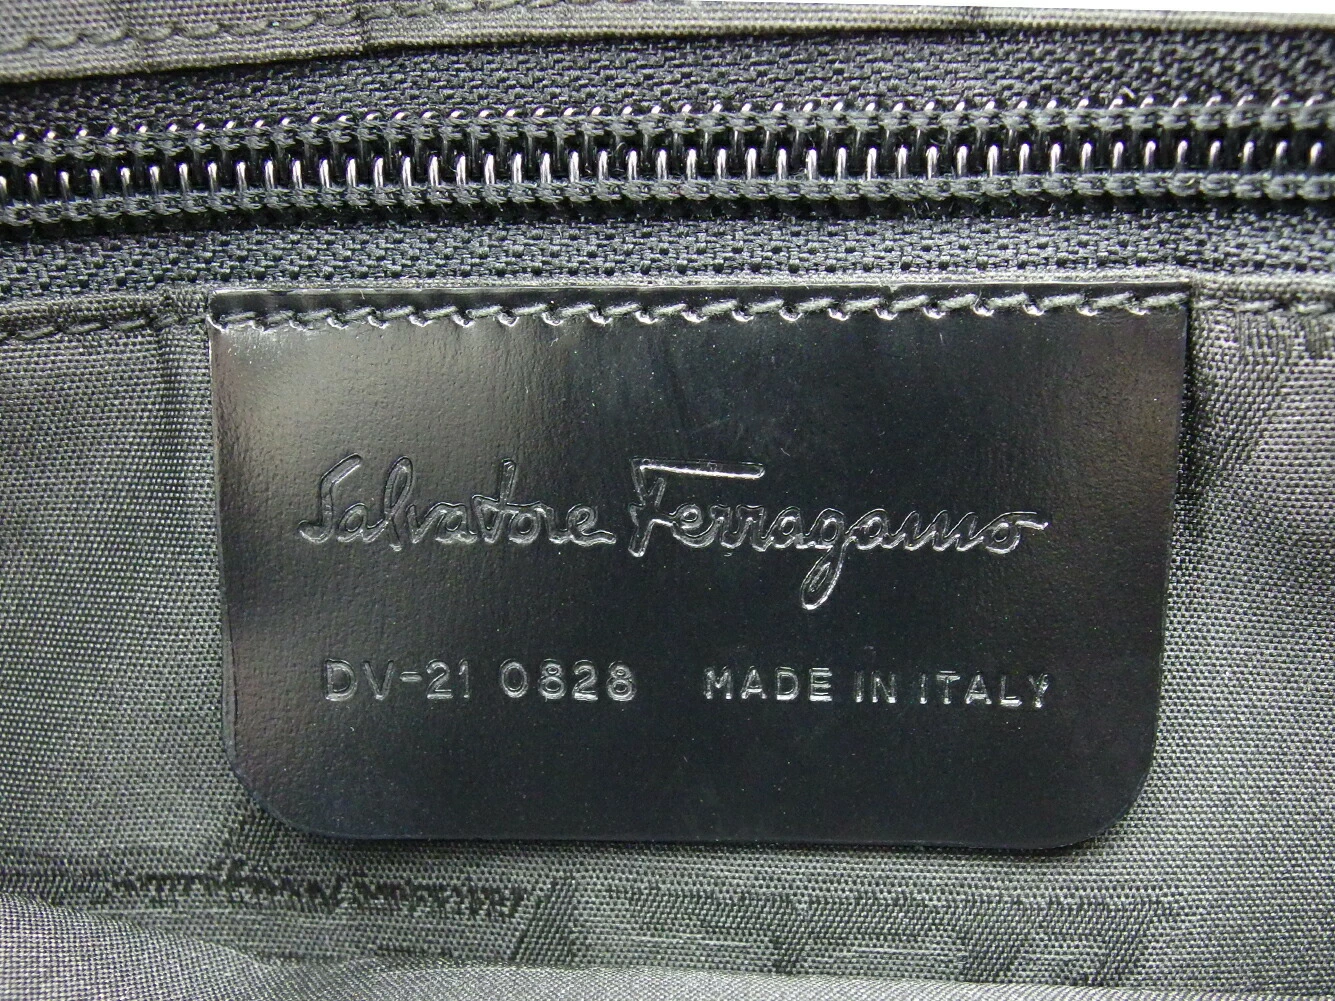 Salvatore Ferragamo
DV-21 0828 MADE IN ITALY